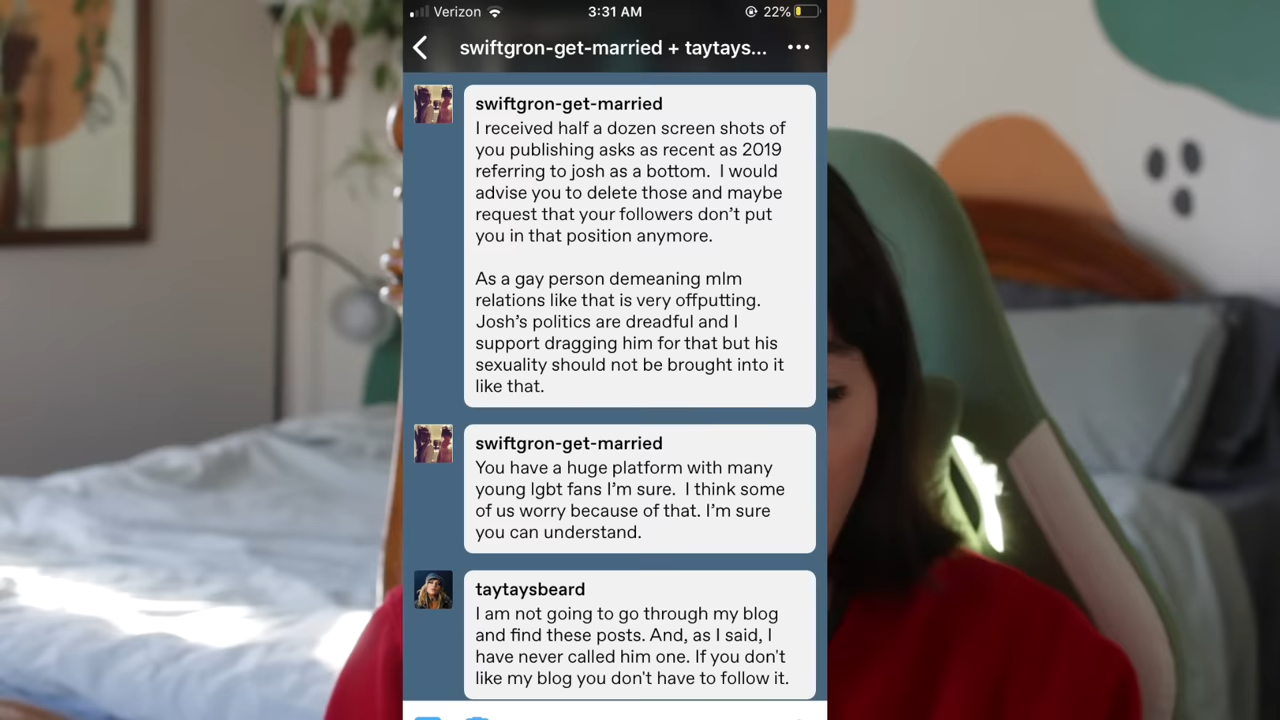 Verizon 3:31 AM 22%
swiftgron-get-married + taytays...
swiftgron-get-married
I received half a dozen screen shots of
you publishing asks as recent as 2019
referring to josh as a bottom.  I would
advise you to delete those and maybe
request that your followers don’t put
you in that position anymore.
As a gay person demeaning mlm
relations like that is very offputting.
Josh’s politics are dreadful and I
support dragging him for that but his
sexuality should not be brought into it
like that.
swiftgron-get-married
You have a huge platform with many
young lgbt fans I’m sure.  I think some
of us worry because of that. I’m sure
you can understand.
taytaysbeard
I am not going to go through my blog
and find these posts. And, as I said, I
have never called him one. If you don't
like my blog you don't have to follow it.